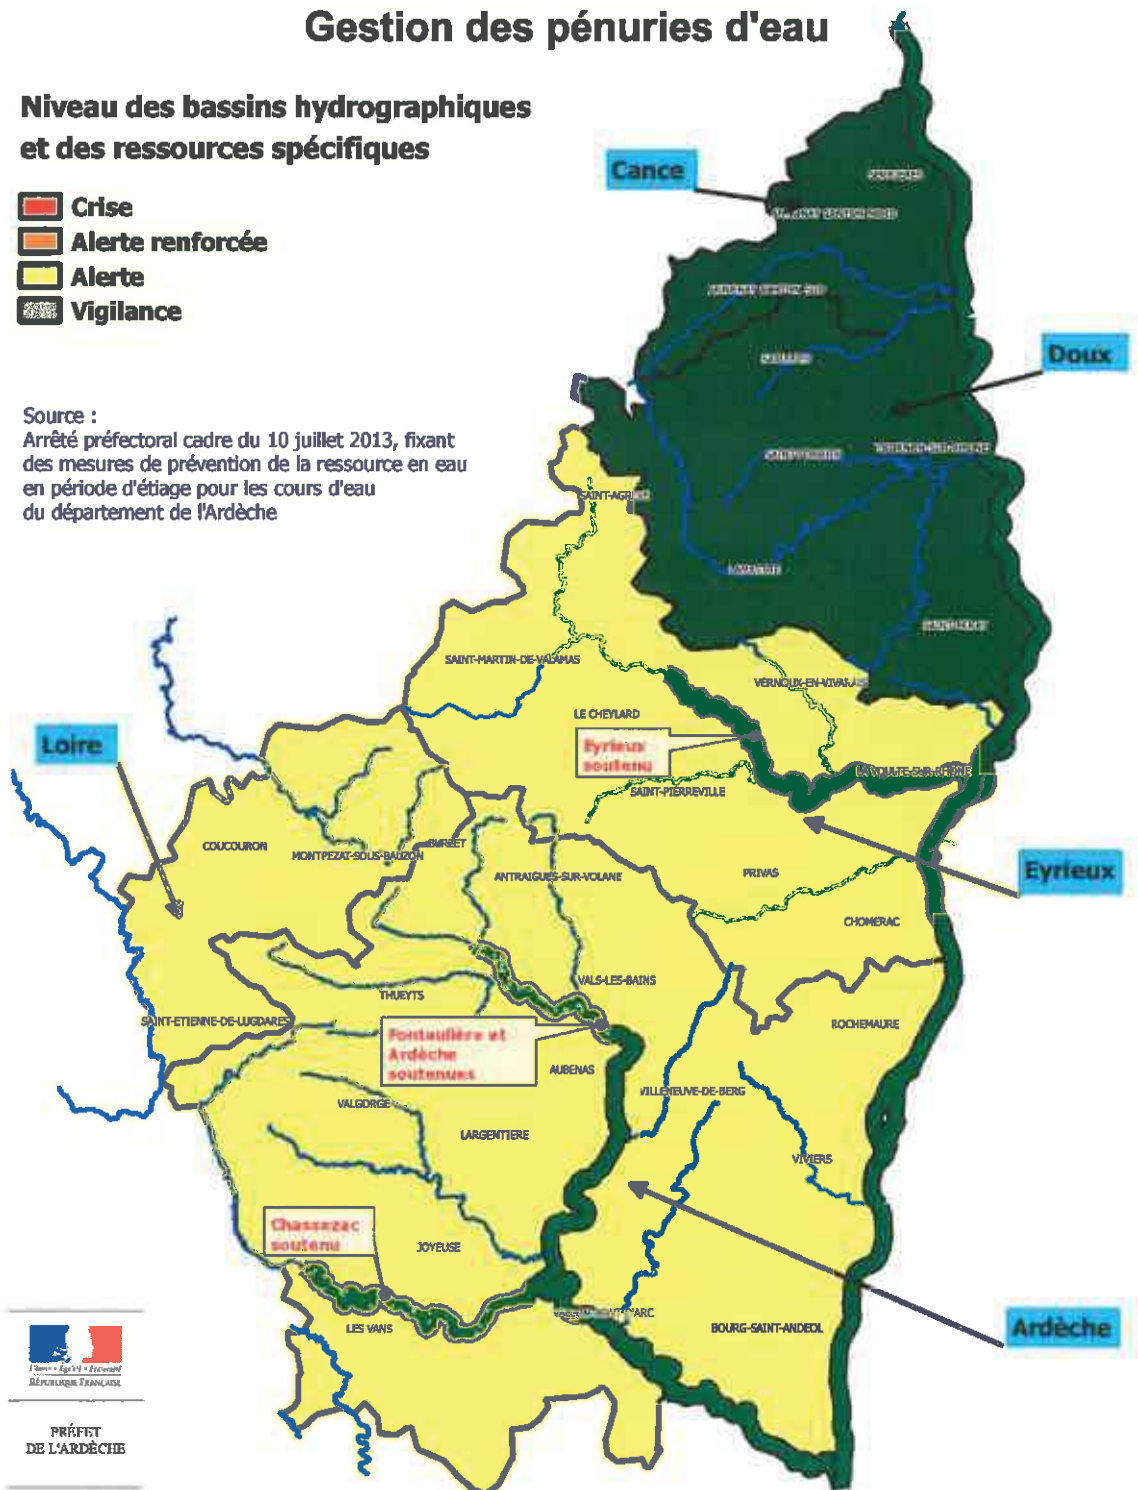 Gestion des pénuries d'eau
Niveau des bassins hydrographiques
et des ressources spécifiques
Crise
Alerte renforcée
Alerte
Vigilance
Source :
Arrêté préfectoral cadre du 10 juillet 2013, fixant
des mesures de prévention de la ressource en eau
en période d'étiage pour les cours d'eau
du département de l'Ardèche
Cance
Doux
SAINT-MARTIN-DE-VALAMAS
VERNOUX-EN-VIVARAIS
LE CHEYLARD
Loire
Eyrieux
soutenu
LA VOULTE-SUR-RHONE
SAINT-PIERREVILLE
COUCOURON
MONTPEZAT-SOUS-BAUZON
BURZET
ANTRAIGUES-SUR-VOLANE
PRIVAS
Eyrieux
CHOMERAC
VALS-LES-BAINS
THUEYTS
SAINT-ETIENNE-DE-LUGDARES
ROCHEMAURE
Fontaulière et
Ardèche
soutenues
AUBENAS
VILLENEUVE-DE-BERG
VALGORGE
LARGENTIERE
VIVIERS
Chassezac
soutenu
JOYEUSE
LES VANS
BOURG-SAINT-ANDEOL
Ardèche
RÉPUBLIQUE FRANÇAISE
PRÉFET
DE L'ARDÈCHE